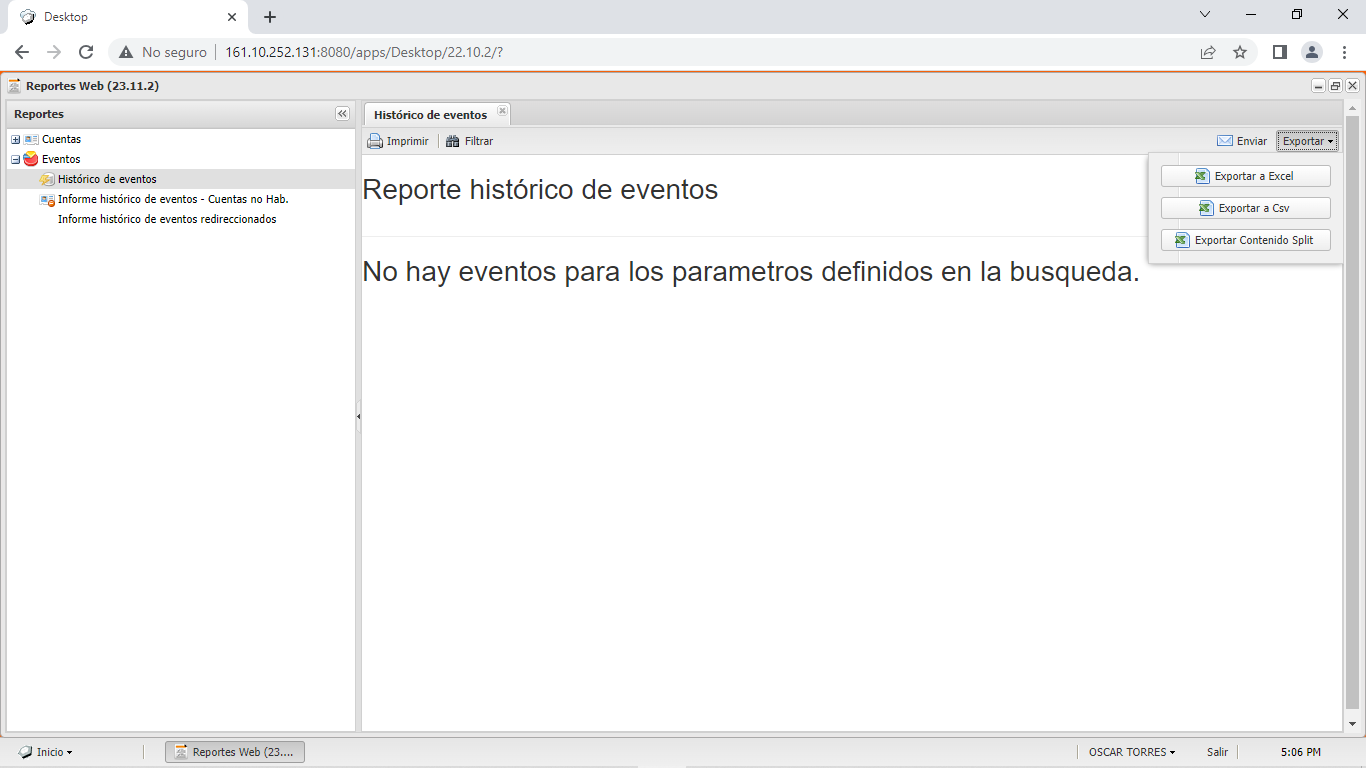 Desktop
No seguro
161.10.252.131:8080/apps/Desktop/22.10.2/?
Reportes Web (23.11.2)
Reportes
Histórico de eventos
Cuentas
Imprimir
Filtrar
Enviar
Exportar
Eventos
Histórico de eventos
Informe histórico de eventos - Cuentas no Hab.
Informe histórico de eventos redireccionados
Exportar a Excel
Exportar a Csv
Exportar Contenido Split
Reporte histórico de eventos
No hay eventos para los parametros definidos en la busqueda.
Inicio
Reportes Web (23....
OSCAR TORRES
Salir
5:06 PM